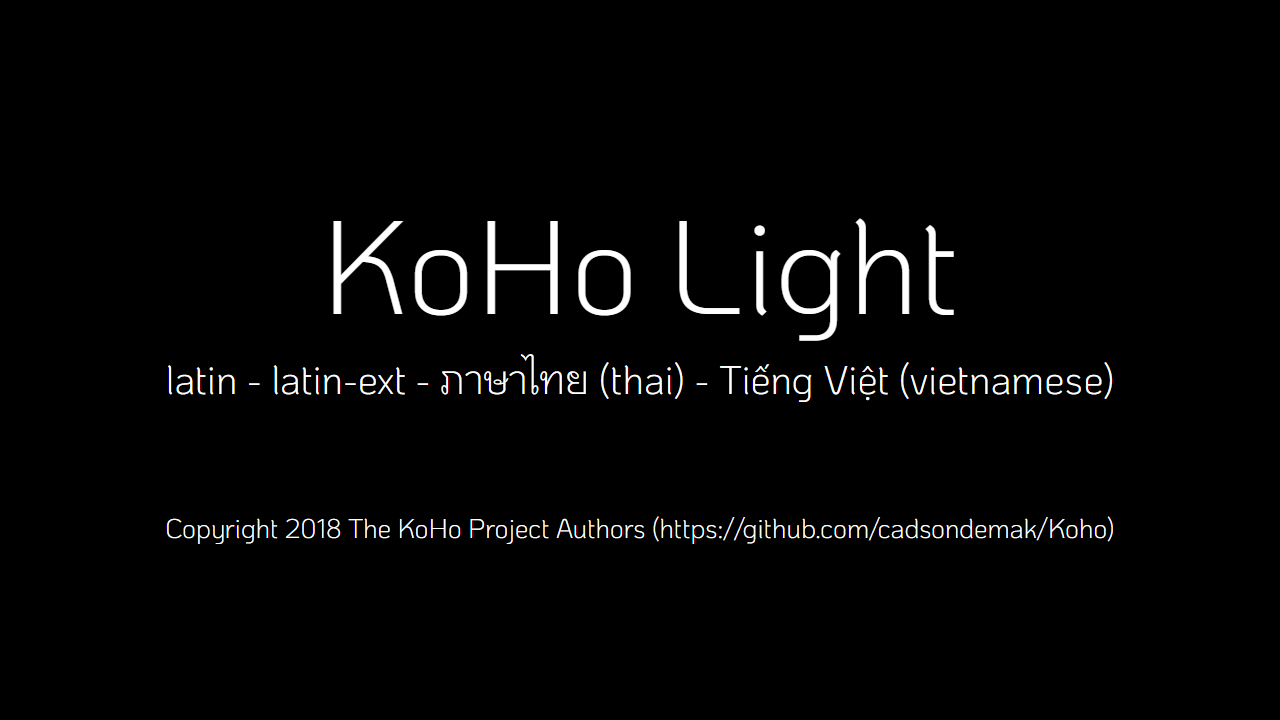 KoHo Light
latin - latin-ext - ภาษาไทย (thai) - Tiếng Việt (vietnamese)
Copyright 2018 The KoHo Project Authors (https://github.com/cadsondemak/Koho)